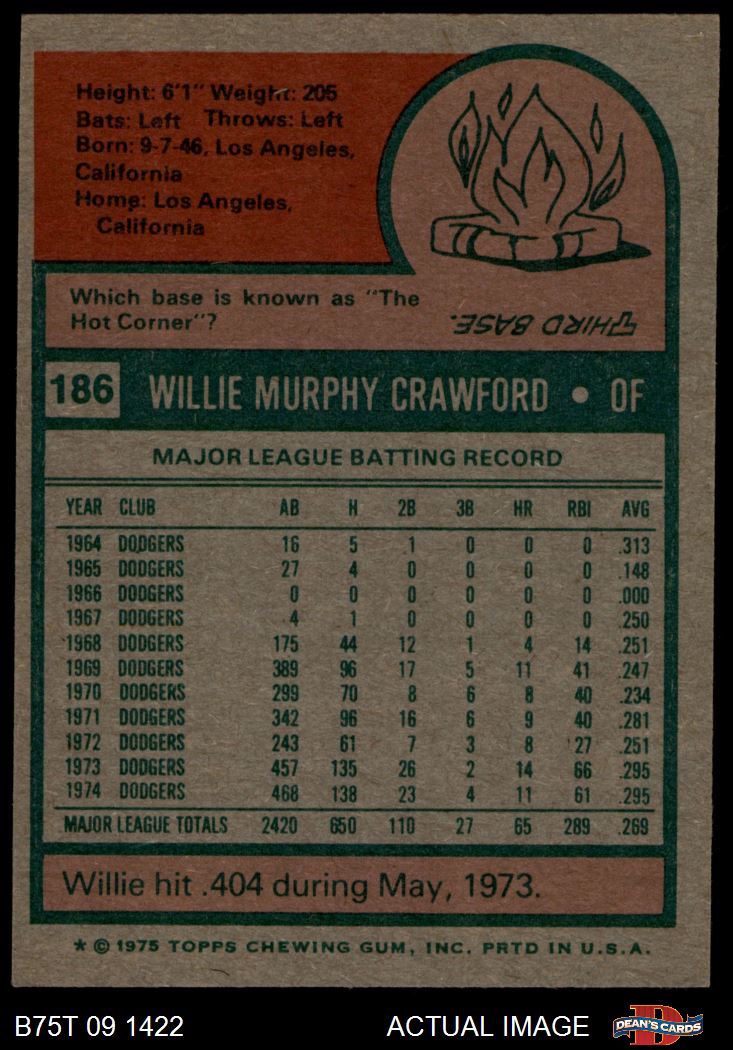 Height: 6'1" Weight: 205
Bats: Left Throws: Left
Born: 9-7-46, Los Angeles,
California
Home: Los Angeles,
California
Which base is known as "The
Hot Corner"?
THIRD BASE.
186 WILLIE MURPHY CRAWFORD • OF
MAJOR LEAGUE BATTING RECORD
YEAR CLUB AB H 2B 3B HR RBI AVG
1964 DODGERS 16 5 1 0 0 0 .313
1965 DODGERS 27 4 0 0 0 0 .148
1966 DODGERS 0 0 0 0 0 0 .000
1967 DODGERS 4 1 0 0 0 0 .250
1968 DODGERS 175 44 12 1 4 14 .251
1969 DODGERS 389 96 17 5 11 41 .247
1970 DODGERS 299 70 8 6 8 40 .234
1971 DODGERS 342 96 16 6 9 40 .281
1972 DODGERS 243 61 7 3 8 27 .251
1973 DODGERS 457 135 26 2 14 66 .295
1974 DODGERS 468 138 23 4 11 61 .295
MAJOR LEAGUE TOTALS 2420 650 110 27 65 289 .269
Willie hit .404 during May, 1973.
* © 1975 TOPPS CHEWING GUM, INC. PRTD IN U.S.A.
B75T 09 1422 ACTUAL IMAGE D DEAN'S CARDS